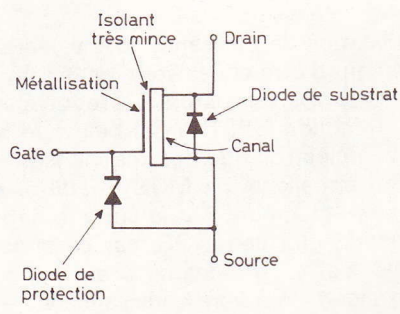 Isolant
très mince
Drain
Métallisation
Diode de substrat
Gate
Canal
Diode de
protection
Source